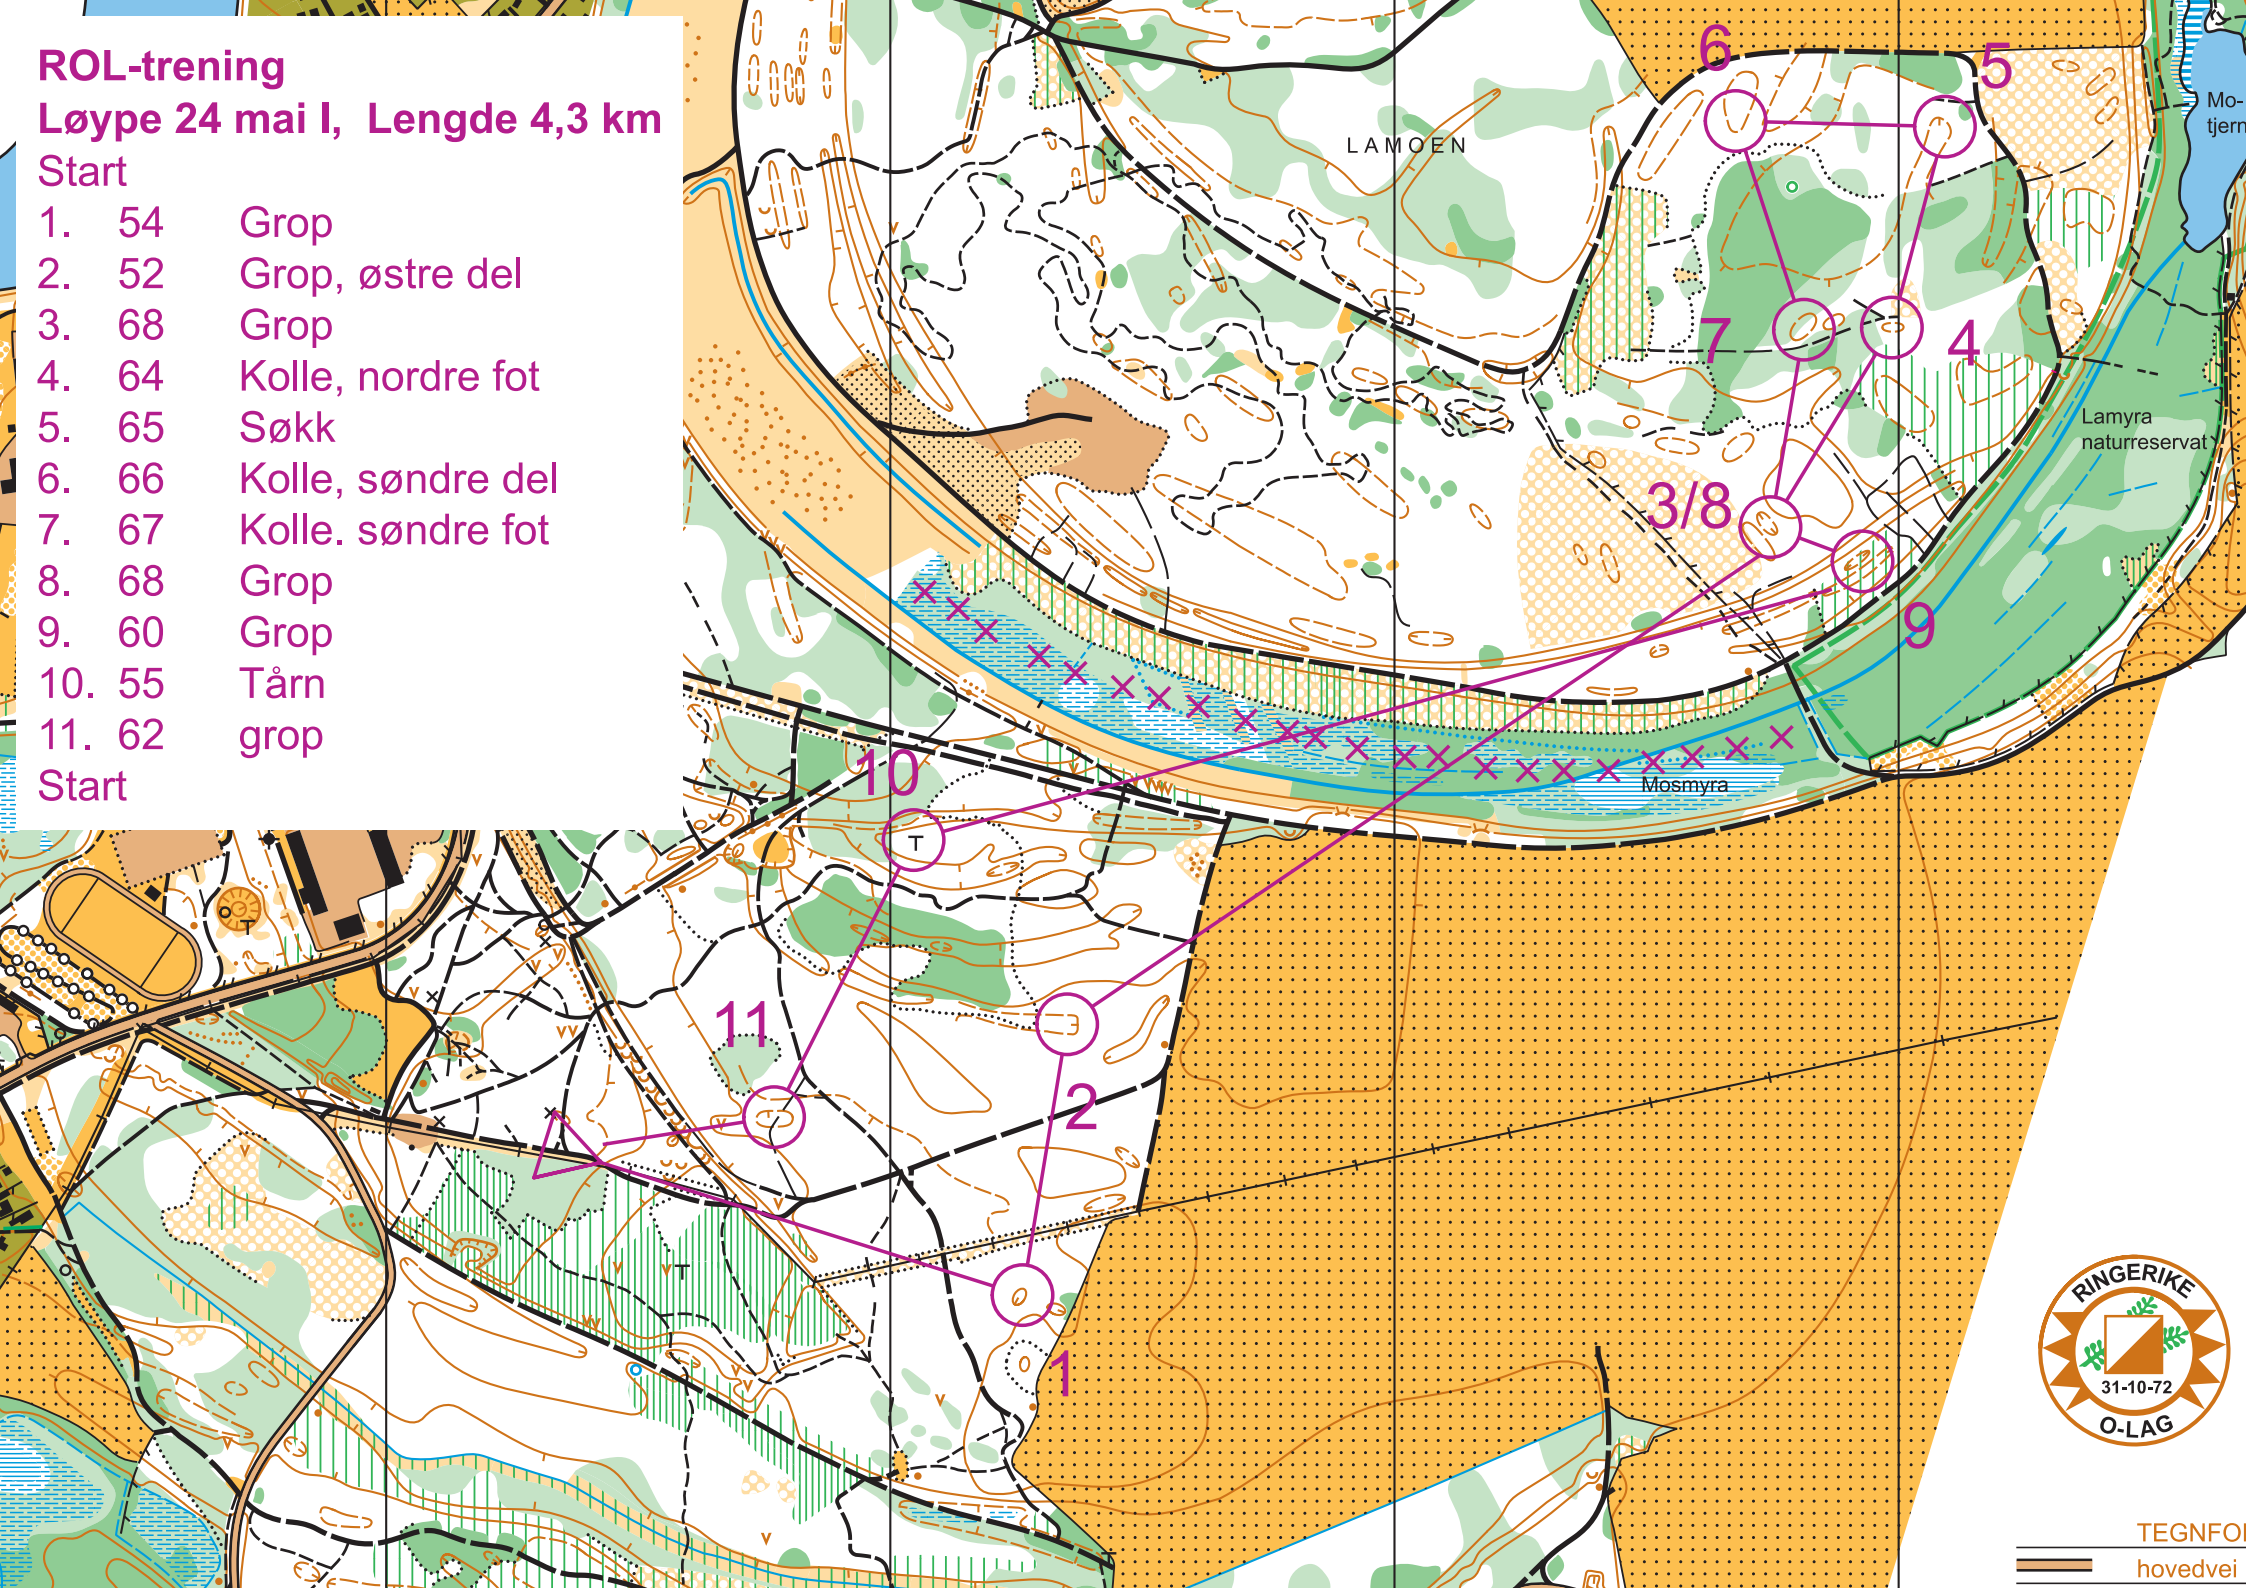 ROL-trening
Løype 24 mai I, Lengde 4,3 km
Start
1. 54 Grop
2. 52 Grop, østre del
3. 68 Grop
4. 64 Kolle, nordre fot
5. 65 Søkk
6. 66 Kolle, søndre del
7. 67 Kolle. søndre fot
8. 68 Grop
9. 60 Grop
10. 55 Tårn
11. 62 grop
Start
6
5
Mo-
tjern
LAMOEN
7
4
Lamyra
naturreservat
3/8
9
10
Mosmyra
T
T
11
2
T
1
RINGERIKE
31-10-72
O-LAG
hovedvei